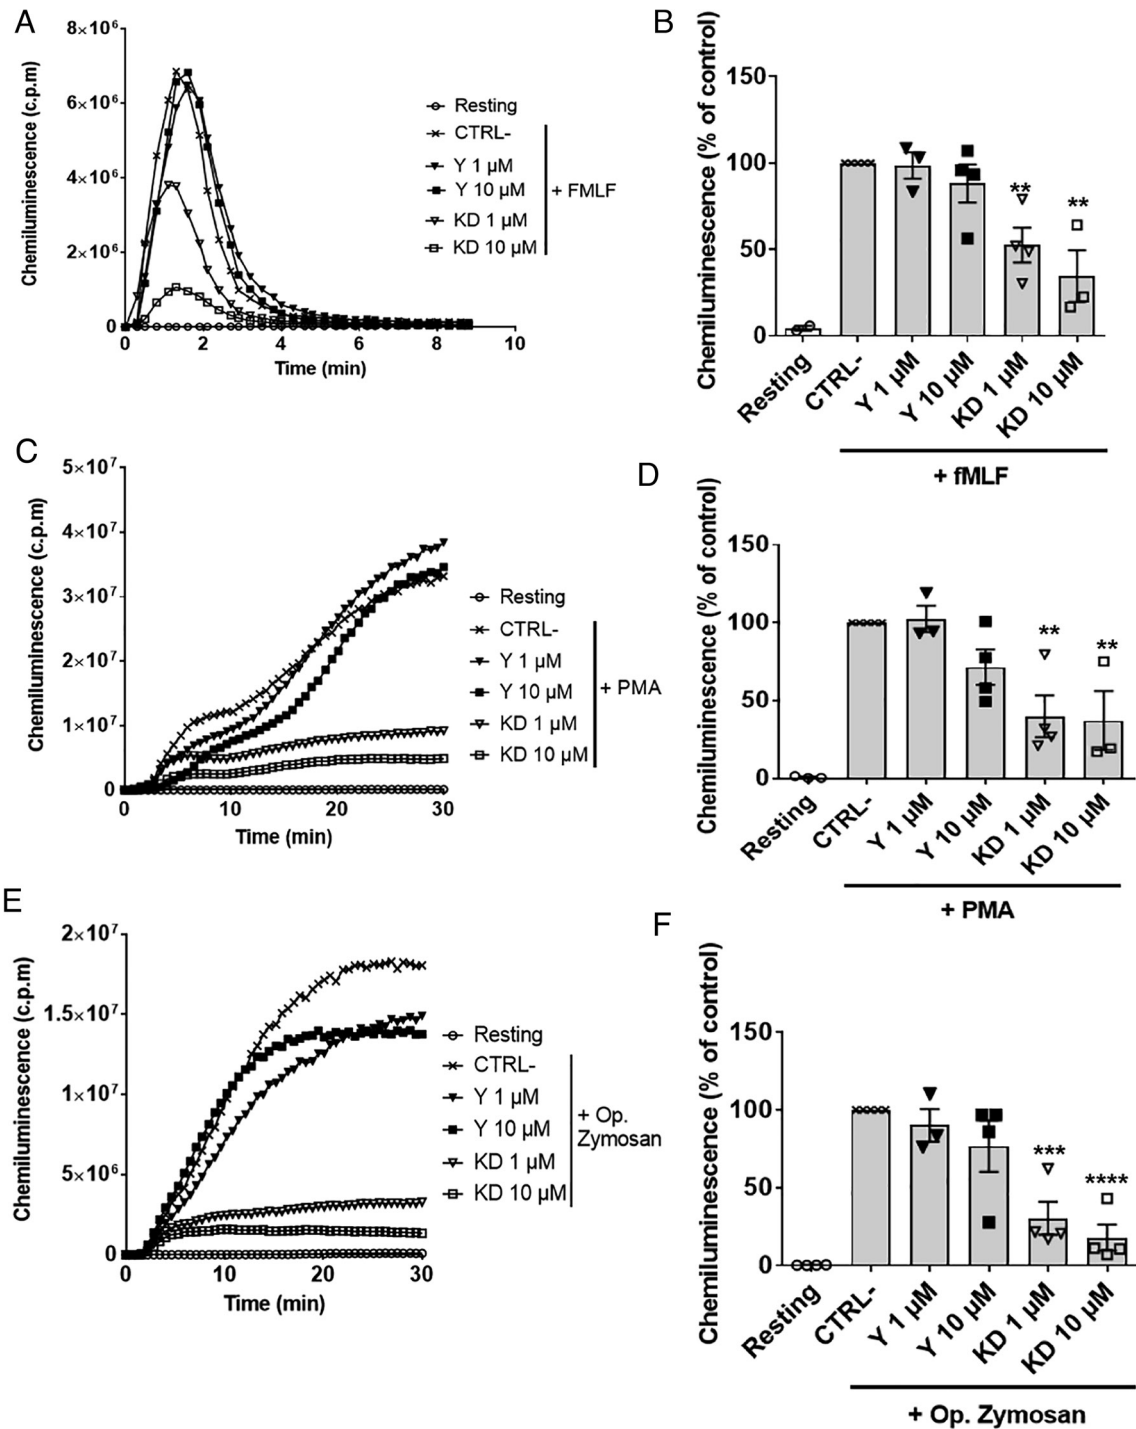 A
Chemiluminescence (c.p.m)
8×10⁶
6×10⁶
4×10⁶
2×10⁶
0
0 2 4 6 8 10
Time (min)
Resting
CTRL-
Y 1 µM
Y 10 µM
KD 1 µM
KD 10 µM
+ FMLF
B
Chemiluminescence (% of control)
150
100
50
0
** **
Resting CTRL- Y 1 µM Y 10 µM KD 1 µM KD 10 µM
+ fMLF
C
Chemiluminescence (c.p.m)
5×10⁷
4×10⁷
3×10⁷
2×10⁷
1×10⁷
0
0 10 20 30
Time (min)
Resting
CTRL-
Y 1 µM
Y 10 µM
KD 1 µM
KD 10 µM
+ PMA
D
Chemiluminescence (% of control)
150
100
50
0
** **
Resting CTRL- Y 1 µM Y 10 µM KD 1 µM KD 10 µM
+ PMA
E
Chemiluminescence (c.p.m)
2×10⁷
1.5×10⁷
1×10⁷
5×10⁶
0
0 10 20 30
Time (min)
Resting
CTRL-
Y 1 µM
Y 10 µM
KD 1 µM
KD 10 µM
+ Op.
Zymosan
F
Chemiluminescence (% of control)
150
100
50
0
*** ****
Resting CTRL- Y 1 µM Y 10 µM KD 1 µM KD 10 µM
+ Op. Zymosan